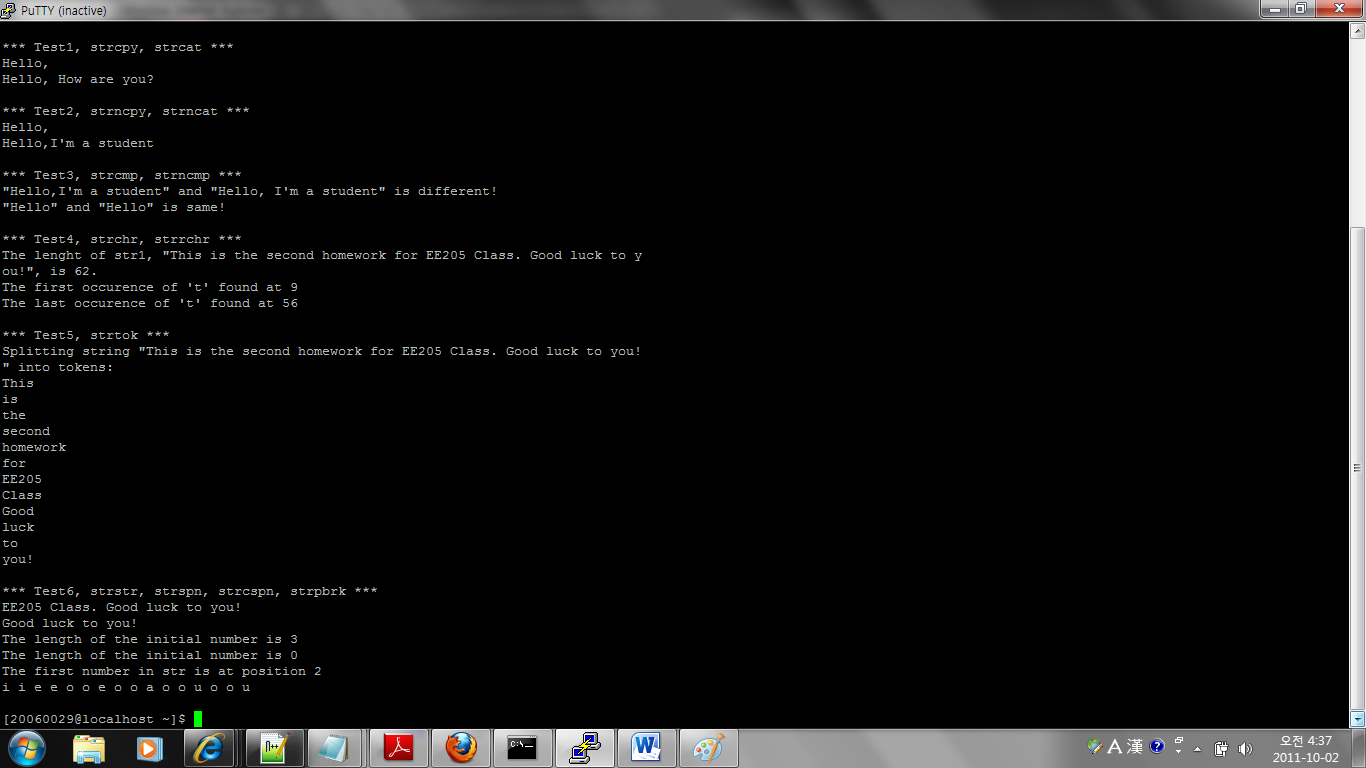 PuTTY (inactive)
*** Test1, strcpy, strcat ***
Hello,
Hello, How are you?
*** Test2, strncpy, strncat ***
Hello,
Hello,I'm a student
*** Test3, strcmp, strncmp ***
"Hello,I'm a student" and "Hello, I'm a student" is different!
"Hello" and "Hello" is same!
*** Test4, strchr, strrchr ***
The lenght of str1, "This is the second homework for EE205 Class. Good luck to y
ou!", is 62.
The first occurence of 't' found at 9
The last occurence of 't' found at 56
*** Test5, strtok ***
Splitting string "This is the second homework for EE205 Class. Good luck to you!
" into tokens:
This
is
the
second
homework
for
EE205
Class
Good
luck
to
you!
*** Test6, strstr, strspn, strcspn, strpbrk ***
EE205 Class. Good luck to you!
Good luck to you!
The length of the initial number is 3
The length of the initial number is 0
The first number in str is at position 2
i i e e o o e o o a o o u o o u
[20060029@localhost ~]$
A 漢
오전 4:37
2011-10-02